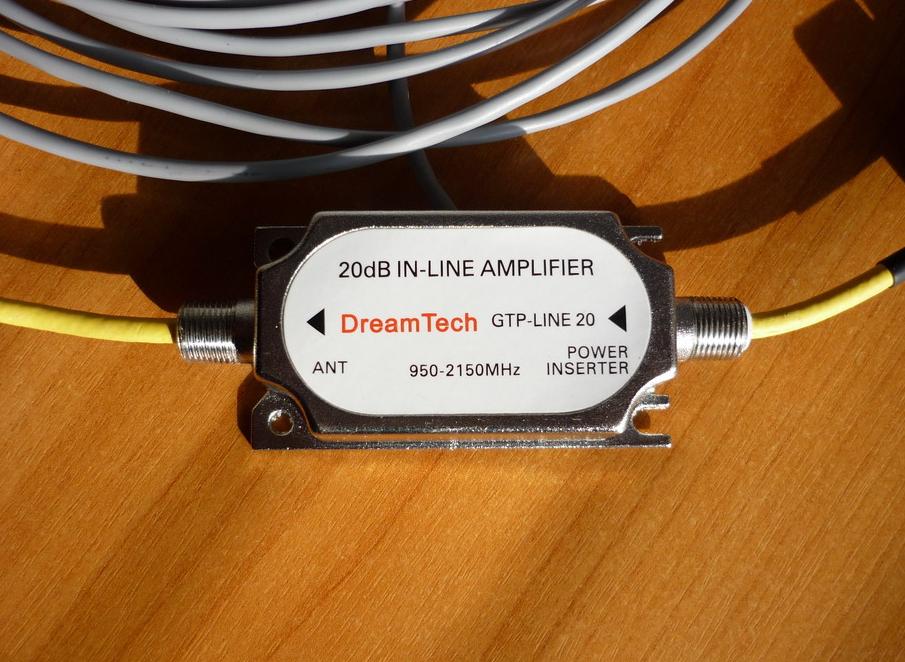 20dB IN-LINE AMPLIFIER
DreamTech GTP-LINE 20
ANT 950-2150MHz POWER INSERTER